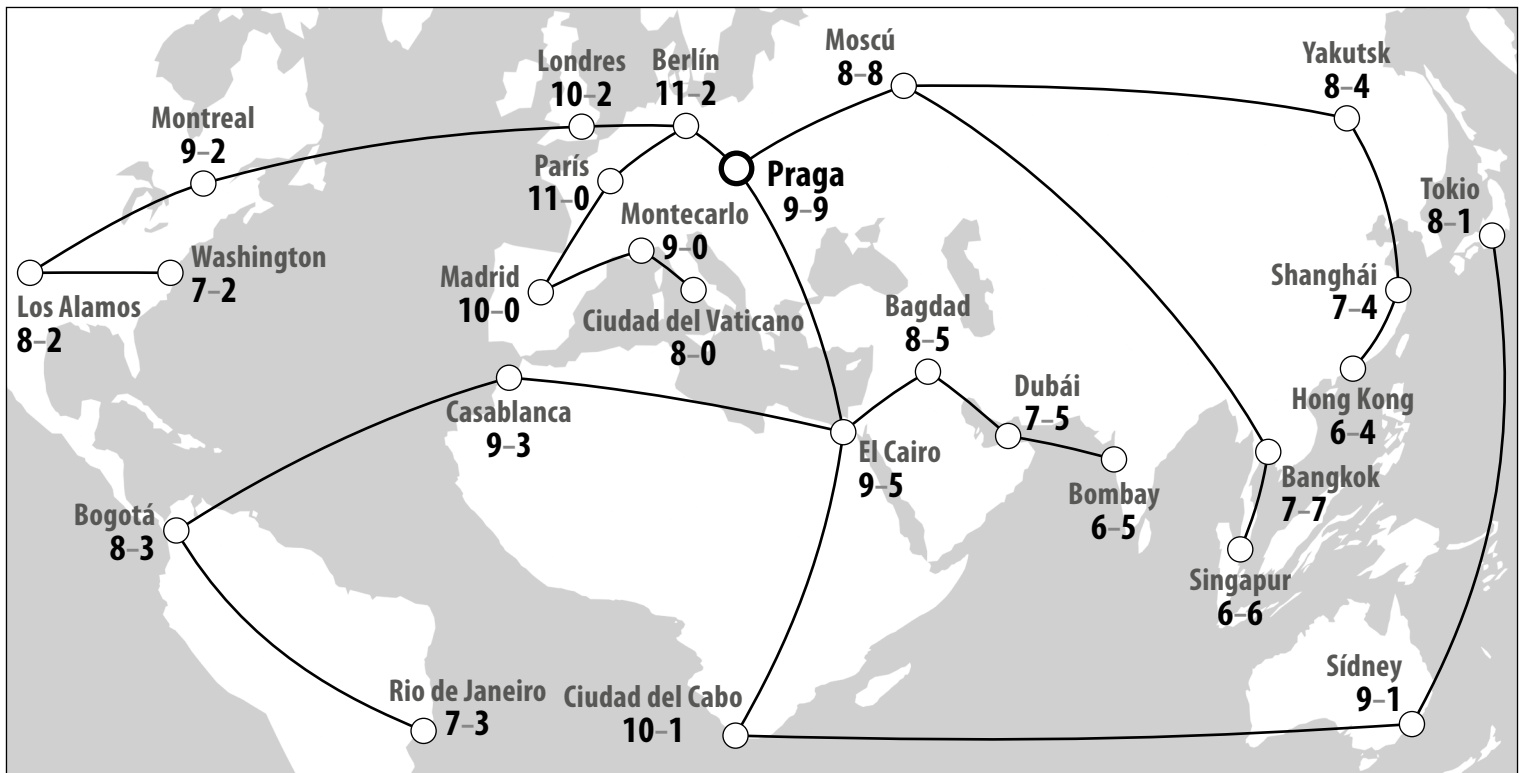 Moscú
8–8
Yakutsk
8–4
Londres
10–2
Berlín
11–2
Montreal
9–2
París
11–0
Praga
9–9
Tokio
8–1
Montecarlo
9–0
Washington
7–2
Madrid
10–0
Shanghái
7–4
Los Alamos
8–2
Ciudad del Vaticano
8–0
Bagdad
8–5
Dubái
7–5
Casablanca
9–3
Hong Kong
6–4
El Cairo
9–5
Bombay
6–5
Bangkok
7–7
Bogotá
8–3
Singapur
6–6
Rio de Janeiro
7–3
Ciudad del Cabo
10–1
Sídney
9–1